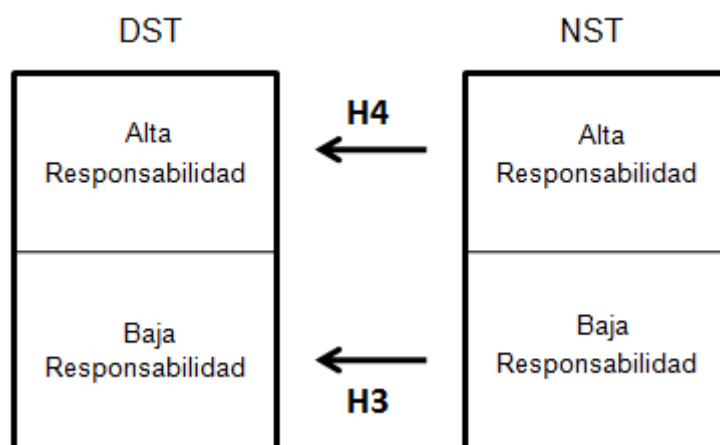 DST
NST
Alta
Responsabilidad
H4
Alta
Responsabilidad
Baja
Responsabilidad
H3
Baja
Responsabilidad